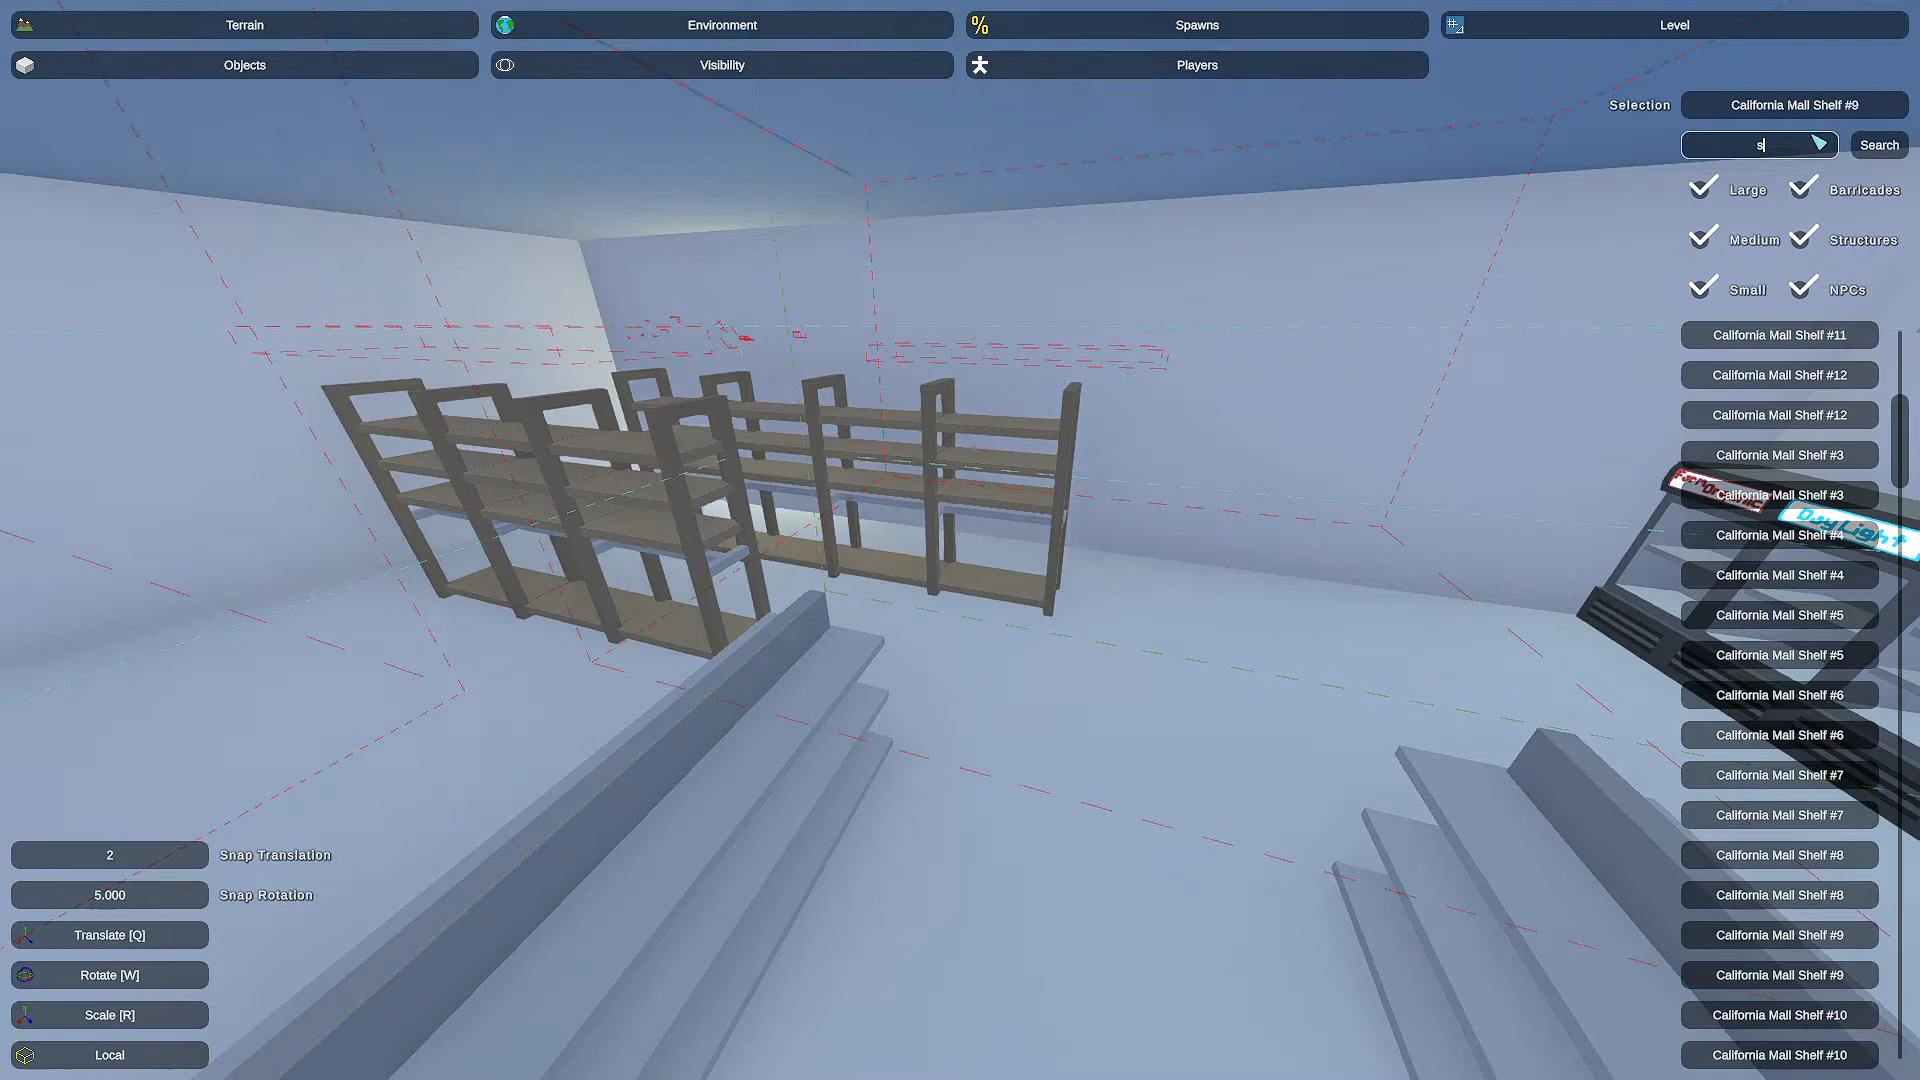 Terrain
Environment
Spawns
Level
Objects
Visibility
Players
Selection
California Mall Shelf #9
s
Search
Large
Barricades
Medium
Structures
Small
NPCs
California Mall Shelf #11
California Mall Shelf #12
California Mall Shelf #12
California Mall Shelf #3
California Mall Shelf #3
California Mall Shelf #4
California Mall Shelf #4
California Mall Shelf #5
California Mall Shelf #5
California Mall Shelf #6
California Mall Shelf #6
California Mall Shelf #7
California Mall Shelf #7
California Mall Shelf #8
California Mall Shelf #8
California Mall Shelf #9
California Mall Shelf #9
California Mall Shelf #10
California Mall Shelf #10
DayLight
2
Snap Translation
5.000
Snap Rotation
Translate [Q]
Rotate [W]
Scale [R]
Local